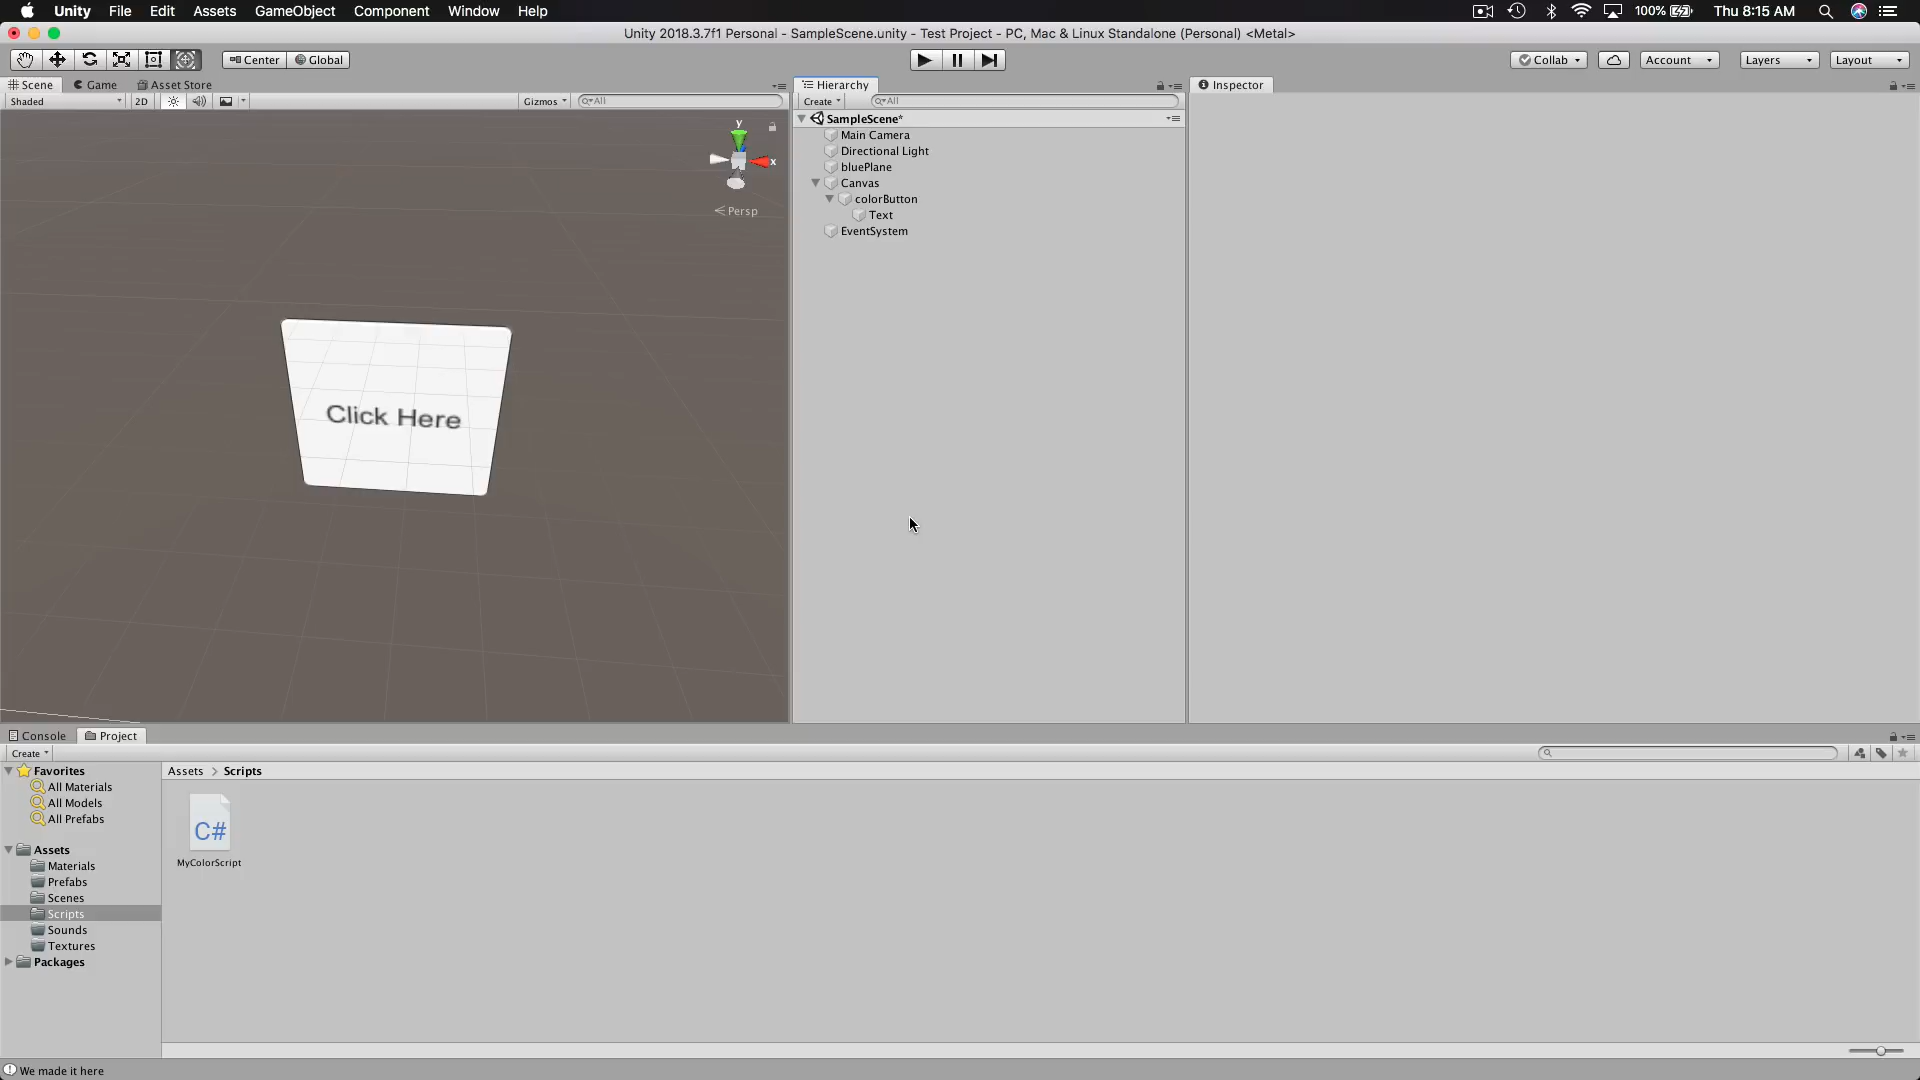 Unity File Edit Assets GameObject Component Window Help 100% Thu 8:15 AM
Unity 2018.3.7f1 Personal - SampleScene.unity - Test Project - PC, Mac & Linux Standalone (Personal) <Metal>
Center Global Collab Account Layers Layout
Scene Game Asset Store Hierarchy Inspector
Shaded 2D Gizmos All Create All
SampleScene*
Main Camera
Directional Light
bluePlane
Canvas
colorButton
Text
EventSystem
y
x
Persp
Click Here
Console Project
Create
Favorites
All Materials
All Models
All Prefabs
Assets
Materials
Prefabs
Scenes
Scripts
Sounds
Textures
Packages
Assets > Scripts
C#
MyColorScript
We made it here